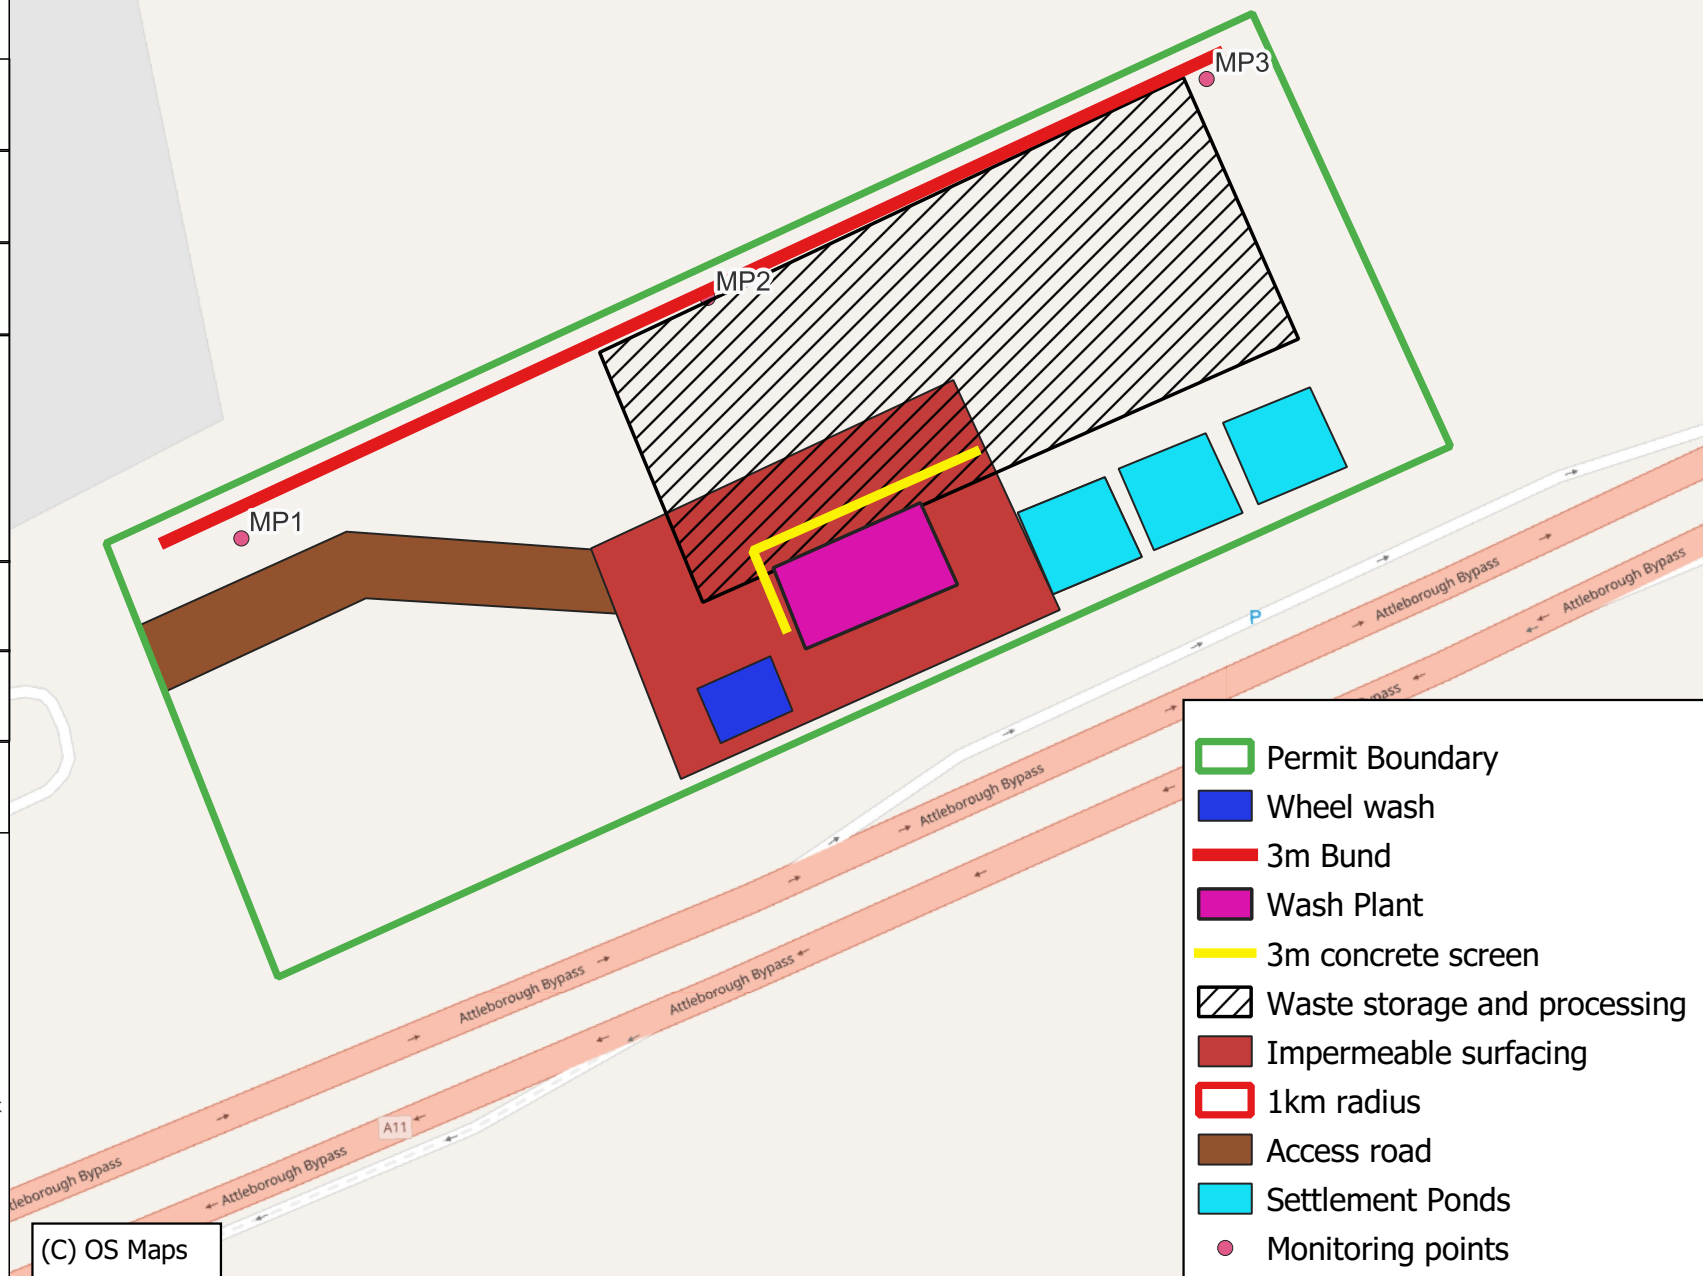 MP3
MP2
MP1
P
Attleborough Bypass
Attleborough Bypass
Attleborough Bypass
Attleborough Bypass
Attleborough Bypass
A11
Attleborough Bypass
Permit Boundary
Wheel wash
3m Bund
Wash Plant
3m concrete screen
Waste storage and processing
Impermeable surfacing
1km radius
Access road
Settlement Ponds
Monitoring points
(C) OS Maps